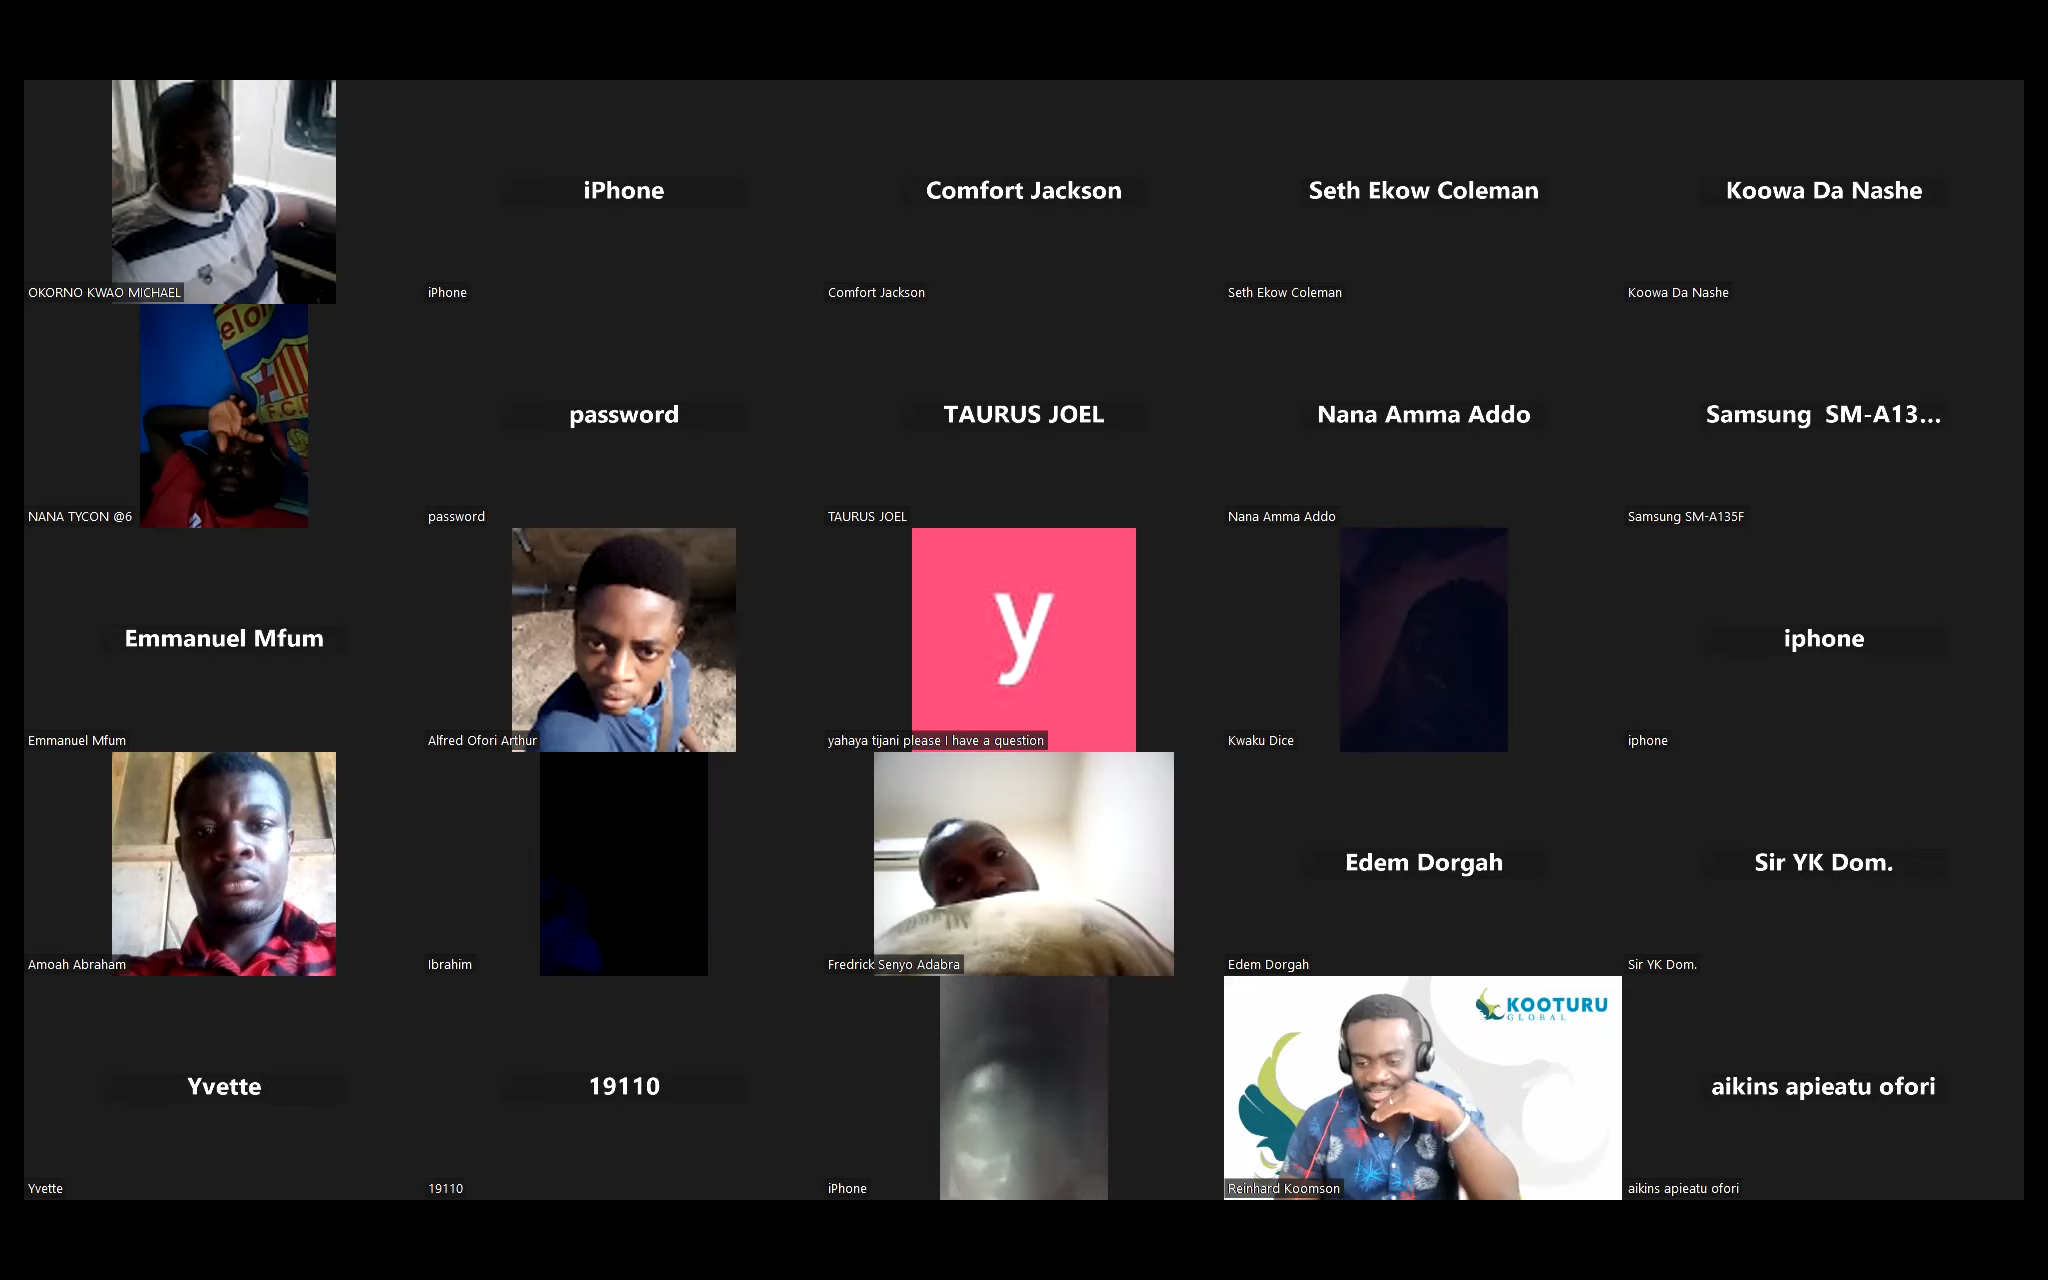 OKORNO KWAO MICHAEL
iPhone
iPhone
Comfort Jackson
Comfort Jackson
Seth Ekow Coleman
Seth Ekow Coleman
Koowa Da Nashe
Koowa Da Nashe
elon
F.C.
NANA TYCON @6
password
password
TAURUS JOEL
TAURUS JOEL
Nana Amma Addo
Nana Amma Addo
Samsung SM-A13...
Samsung SM-A135F
Emmanuel Mfum
Emmanuel Mfum
Alfred Ofori Arthur
y
yahaya tijani please I have a question
Kwaku Dice
iphone
iphone
Amoah Abraham
Ibrahim
Fredrick Senyo Adabra
Edem Dorgah
Edem Dorgah
Sir YK Dom.
Sir YK Dom.
Yvette
Yvette
19110
19110
iPhone
KOOTURU
GLOBAL
Reinhard Koomson
aikins apieatu ofori
aikins apieatu ofori